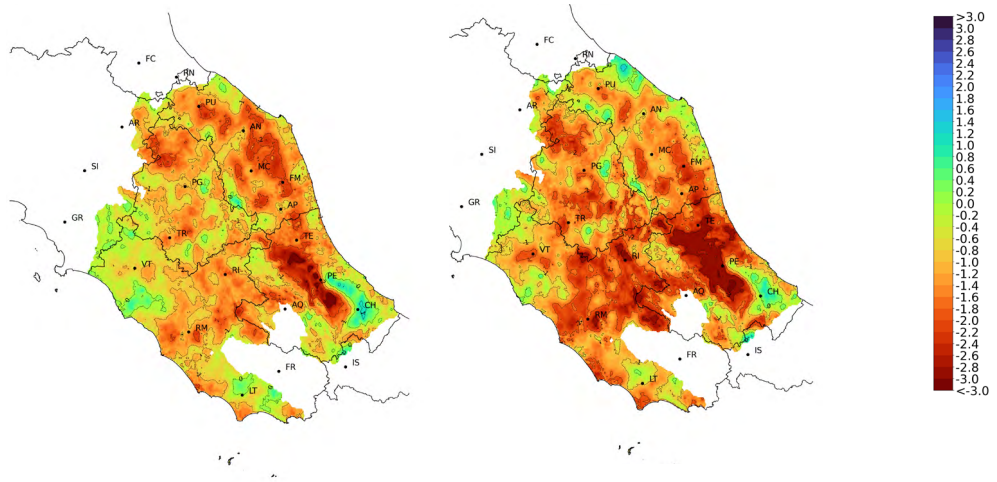 FC
RN
PU
AR
AN
SI
MC
PG
FM
AP
GR
TR
TE
VT
RI
PE
AQ
CH
RM
IS
FR
LT
FC
RN
PU
AR
AN
SI
MC
PG
FM
AP
GR
TR
TE
VT
RI
PE
AQ
CH
RM
IS
FR
LT
>3.0
3.0
2.8
2.6
2.4
2.2
2.0
1.8
1.6
1.4
1.2
1.0
0.8
0.6
0.4
0.2
-0.0
-0.2
-0.4
-0.6
-0.8
-1.0
-1.2
-1.4
-1.6
-1.8
-2.0
-2.2
-2.4
-2.6
-2.8
-3.0
<-3.0